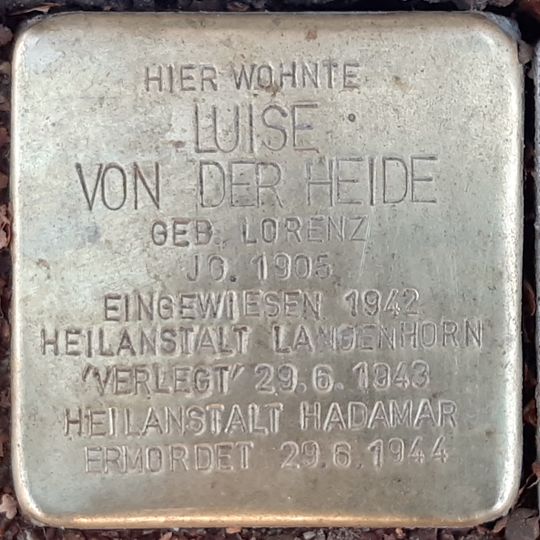 HIER WOHNTE
LUISE
VON DER HEIDE
GEB. LORENZ
JG. 1905
EINGEWIESEN 1942
HEILANSTALT LANGENHORN
'VERLEGT' 29.6.1943
HEILANSTALT HADAMAR
ERMORDET 29.6.1944